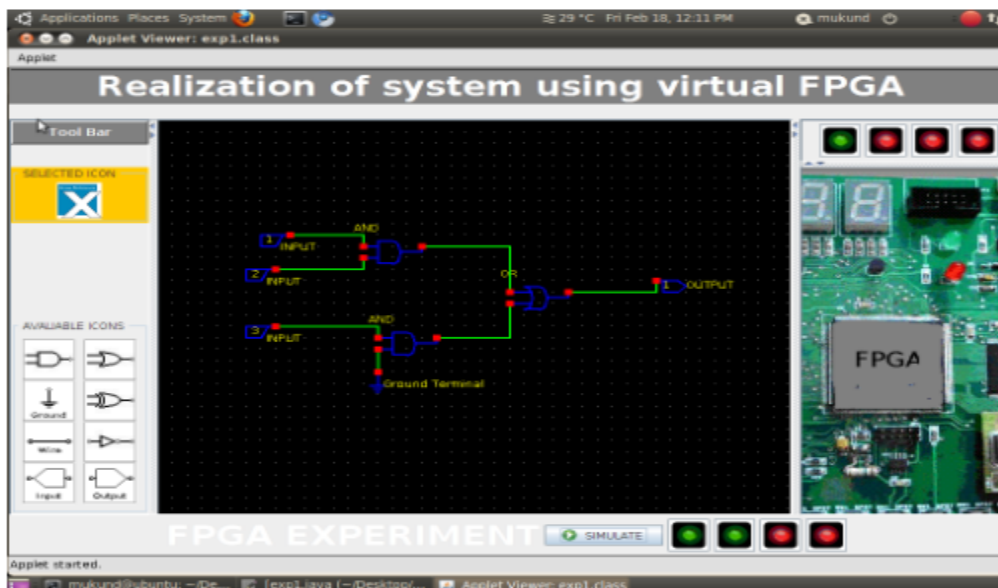 Applications Places System 29 °C Fri Feb 18, 12:11 PM mukund
Applet Viewer: exp1.class
Applet
Realization of system using virtual FPGA
Tool Bar
SELECTED ICON
X
AND
1 INPUT
2 INPUT
OR
1 OUTPUT
AND
3 INPUT
Ground Terminal
AVALIABLE ICONS
Ground
Wire
Input Output
FPGA
FPGA EXPERIMENT SIMULATE
Applet started.
mukund@ubuntu: ~/De... [exp1.java (~/Desktop/... Applet Viewer: exp1.class